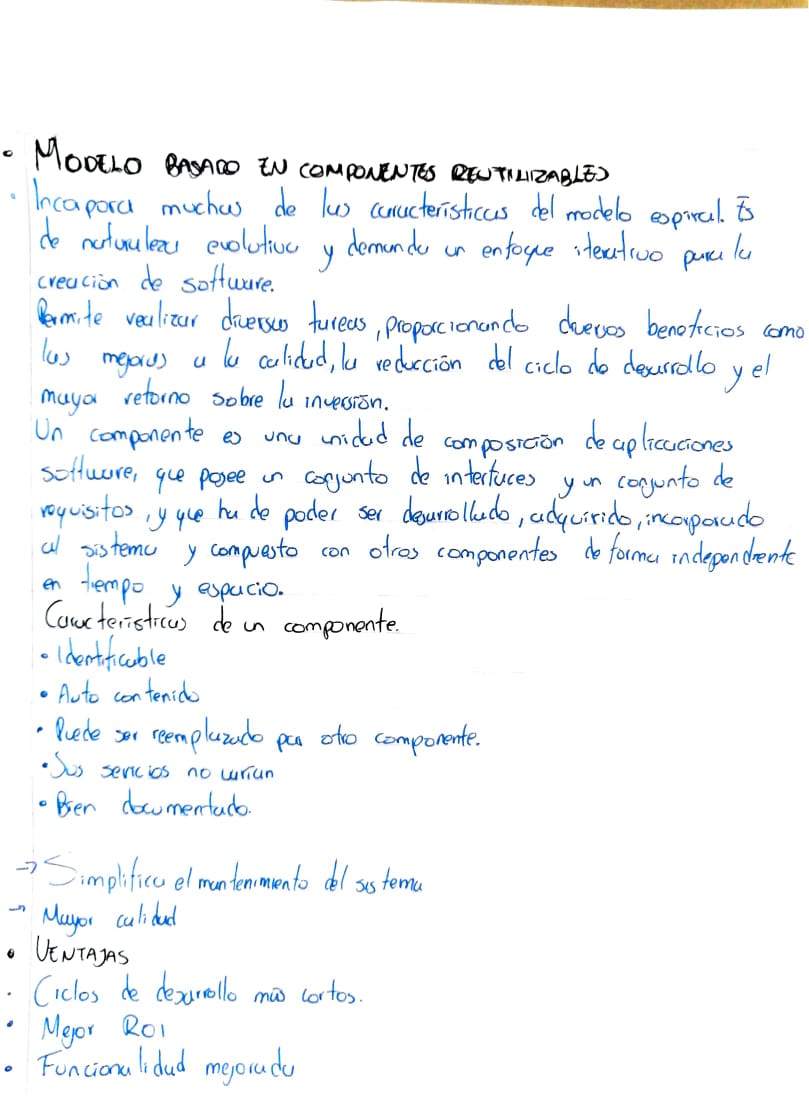 • MODELO BASADO EN COMPONENTES REUTILIZABLES
• Incorpora muchas de las características del modelo espiral. Es
de naturaleza evolutiva y demanda un enfoque iterativo para la
creación de software.
Permite realizar diversas tareas, proporcionando diversos beneficios como
las mejoras a la calidad, la reducción del ciclo de desarrollo y el
mayor retorno sobre la inversión.
Un componente es una unidad de composición de aplicaciones
software, que posee un conjunto de interfaces y un conjunto de
requisitos, y que ha de poder ser desarrollado, adquirido, incorporado
al sistema y compuesto con otros componentes de forma independiente
en tiempo y espacio.
Características de un componente.
• Identificable
• Auto contenido
• Puede ser reemplazado por otro componente.
• Sus servicios no varían
• Bien documentado.
→ Simplifica el mantenimiento del sistema
→ Mayor calidad
• VENTAJAS
• Ciclos de desarrollo más cortos.
• Mejor ROI
• Funcionalidad mejorada